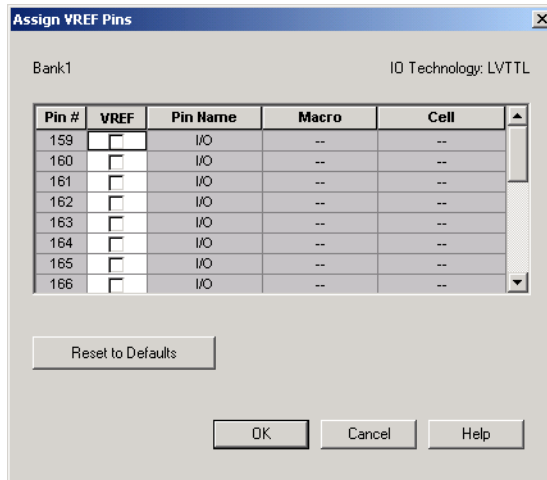 Assign VREF Pins
Bank1 IO Technology: LVTTL
Pin # VREF Pin Name Macro Cell
159 I/O -- --
160 I/O -- --
161 I/O -- --
162 I/O -- --
163 I/O -- --
164 I/O -- --
165 I/O -- --
166 I/O -- --
Reset to Defaults
OK Cancel Help